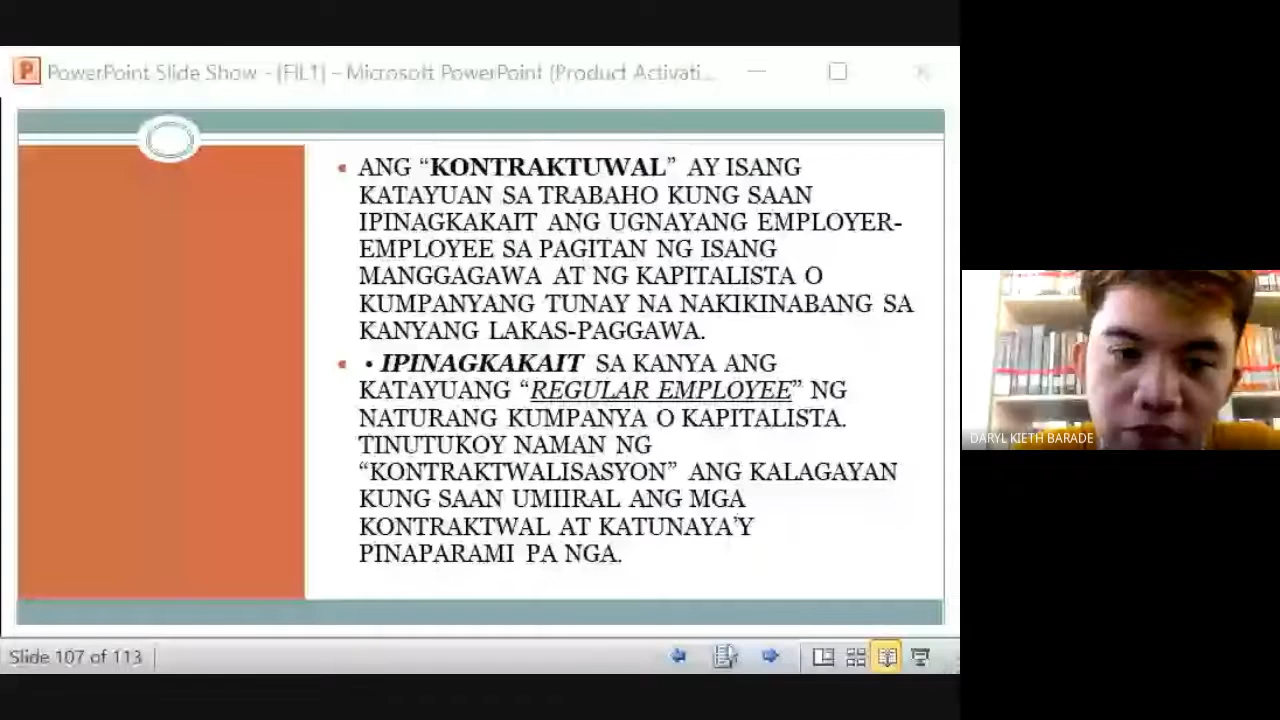 PowerPoint Slide Show - [FIL1] - Microsoft PowerPoint (Product Activati...
• ANG “KONTRAKTUWAL” AY ISANG
KATAYUAN SA TRABAHO KUNG SAAN
IPINAGKAKAIT ANG UGNAYANG EMPLOYER-
EMPLOYEE SA PAGITAN NG ISANG
MANGGAGAWA AT NG KAPITALISTA O
KUMPANYANG TUNAY NA NAKIKINABANG SA
KANYANG LAKAS-PAGGAWA.
• • IPINAGKAKAIT SA KANYA ANG
KATAYUANG “REGULAR EMPLOYEE” NG
NATURANG KUMPANYA O KAPITALISTA.
TINUTUKOY NAMAN NG
“KONTRAKTWALISASYON” ANG KALAGAYAN
KUNG SAAN UMIIRAL ANG MGA
KONTRAKTWAL AT KATUNAYA’Y
PINAPARAMI PA NGA.
Slide 107 of 113
DARYL KIETH BARADE